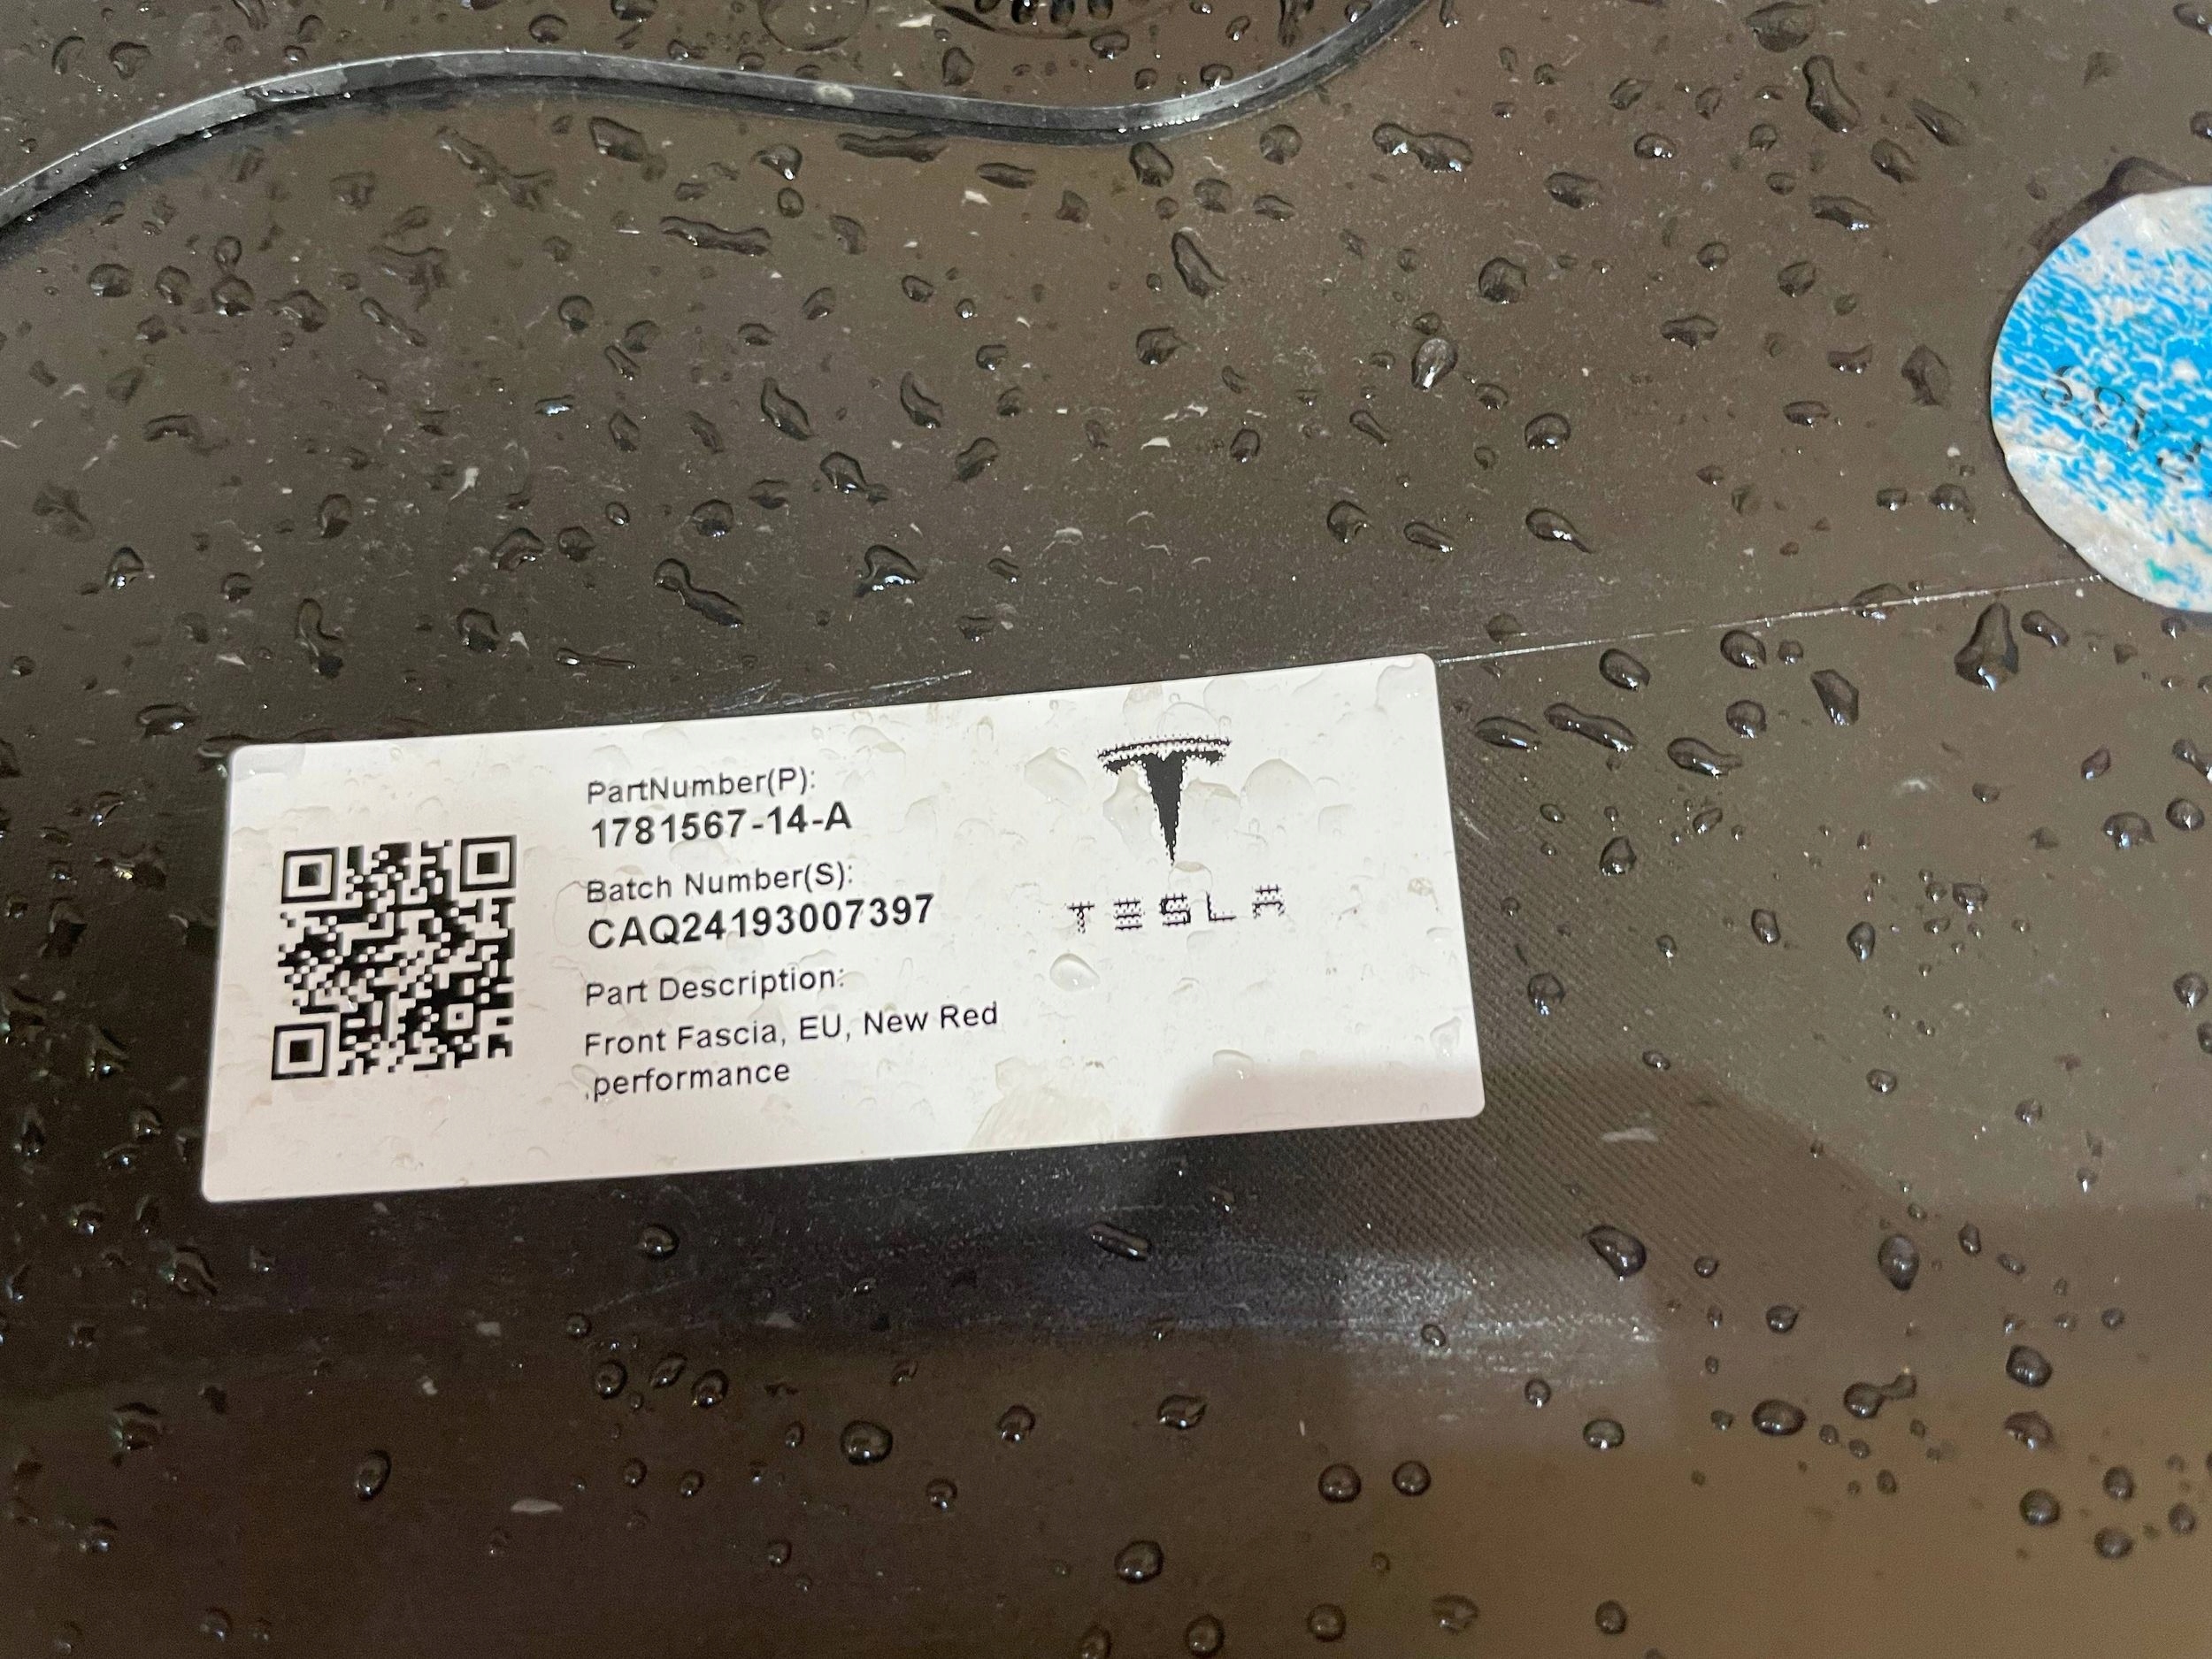 PartNumber(P):
1781567-14-A
Batch Number(S):
CAQ24193007397
Part Description:
Front Fascia, EU, New Red
,performance
TESLA